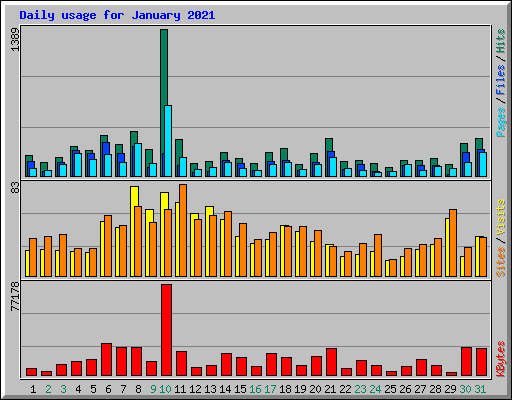 Daily usage for January 2021
1389
Pages / Files / Hits
83
Sites / Visits
77178
KBytes
1 2 3 4 5 6 7 8 9 10 11 12 13 14 15 16 17 18 19 20 21 22 23 24 25 26 27 28 29 30 31